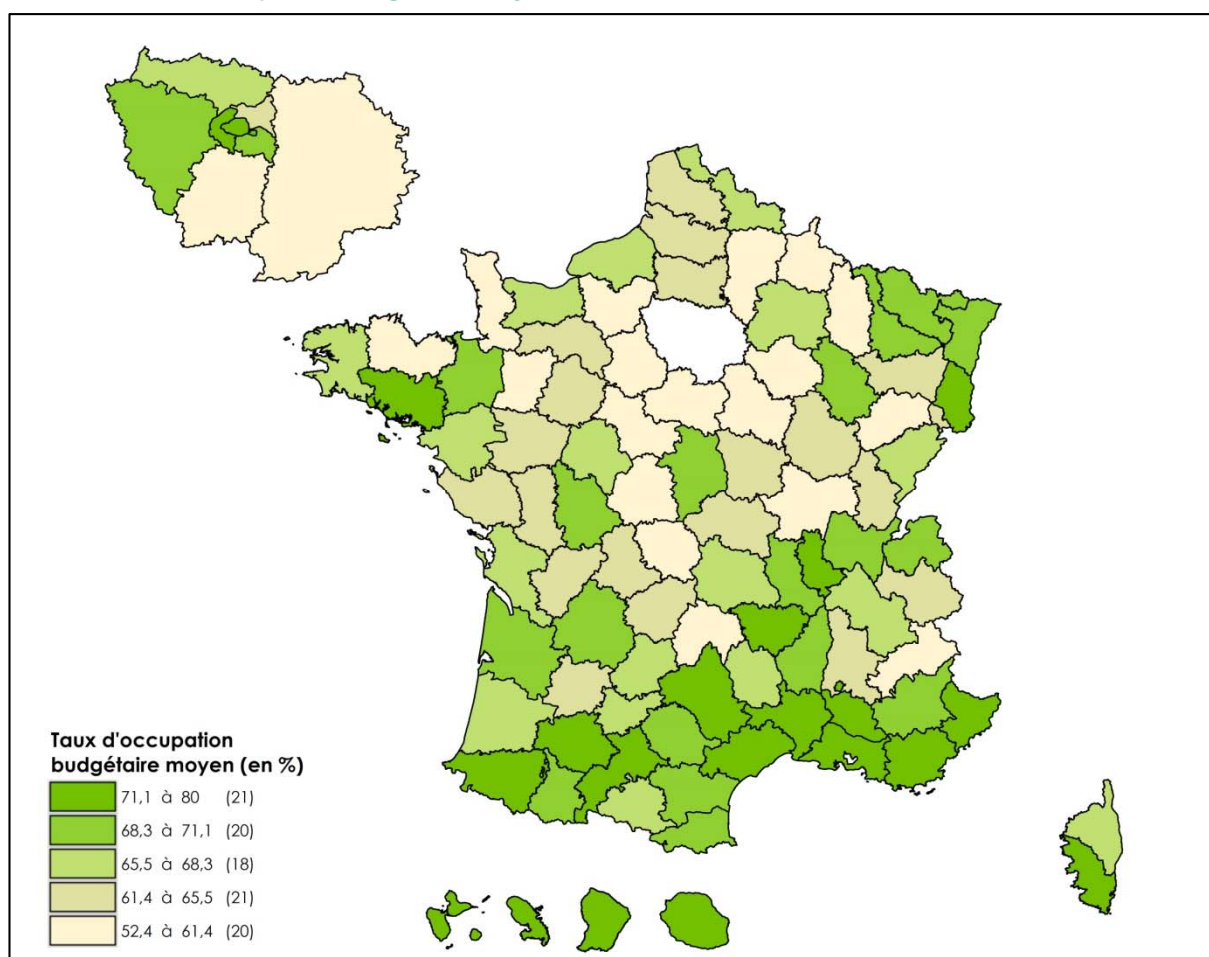 Taux d'occupation
budgétaire moyen (en %)
71,1 à 80 (21)
68,3 à 71,1 (20)
65,5 à 68,3 (18)
61,4 à 65,5 (21)
52,4 à 61,4 (20)